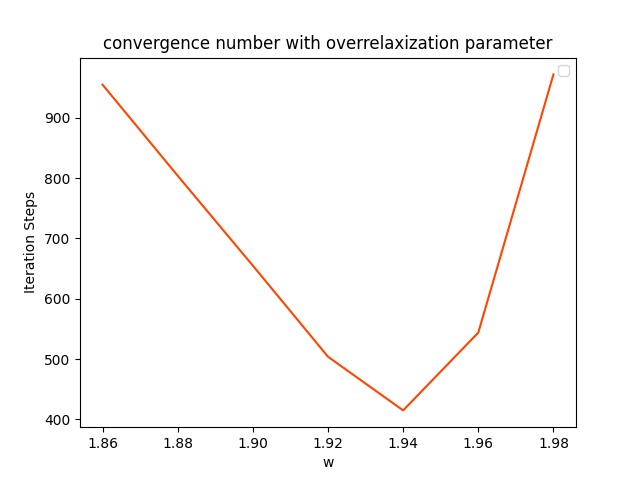 convergence number with overrelaxization parameter
Iteration Steps
900
800
700
600
500
400
1.86 1.88 1.90 1.92 1.94 1.96 1.98
w